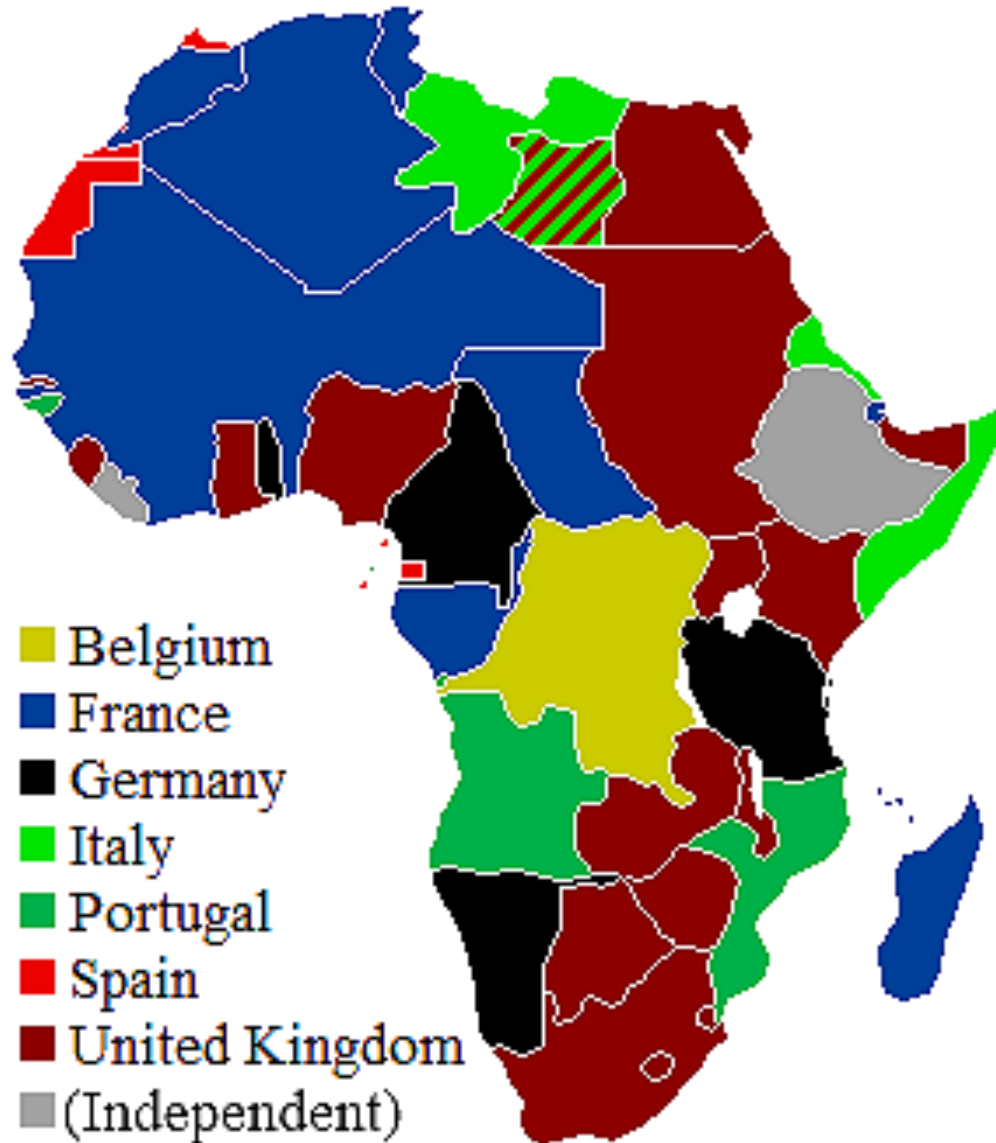 Belgium
France
Germany
Italy
Portugal
Spain
United Kingdom
(Independent)